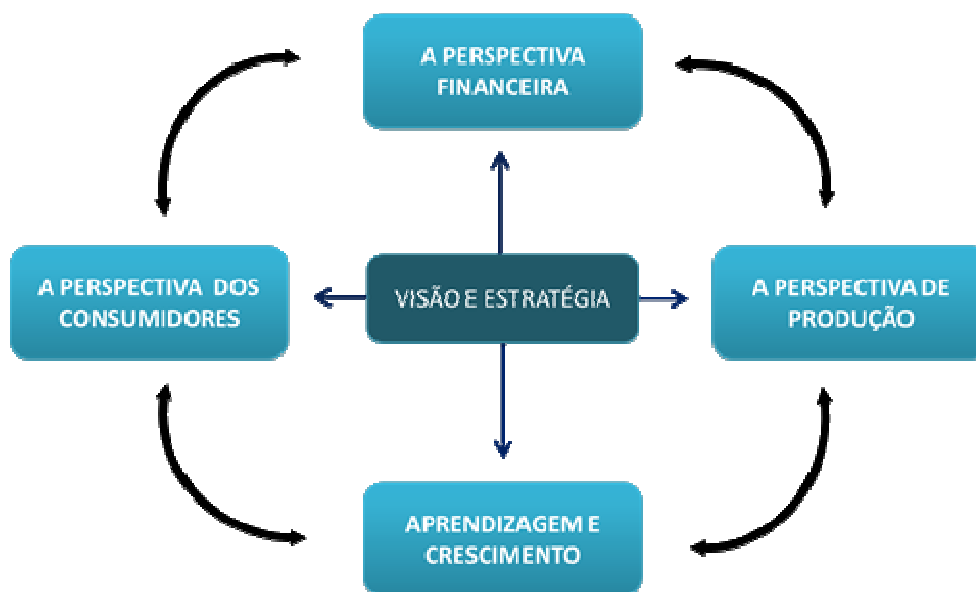 A PERSPECTIVA
FINANCEIRA
A PERSPECTIVA DOS
CONSUMIDORES
VISÃO E ESTRATÉGIA
A PERSPECTIVA DE
PRODUÇÃO
APRENDIZAGEM E
CRESCIMENTO